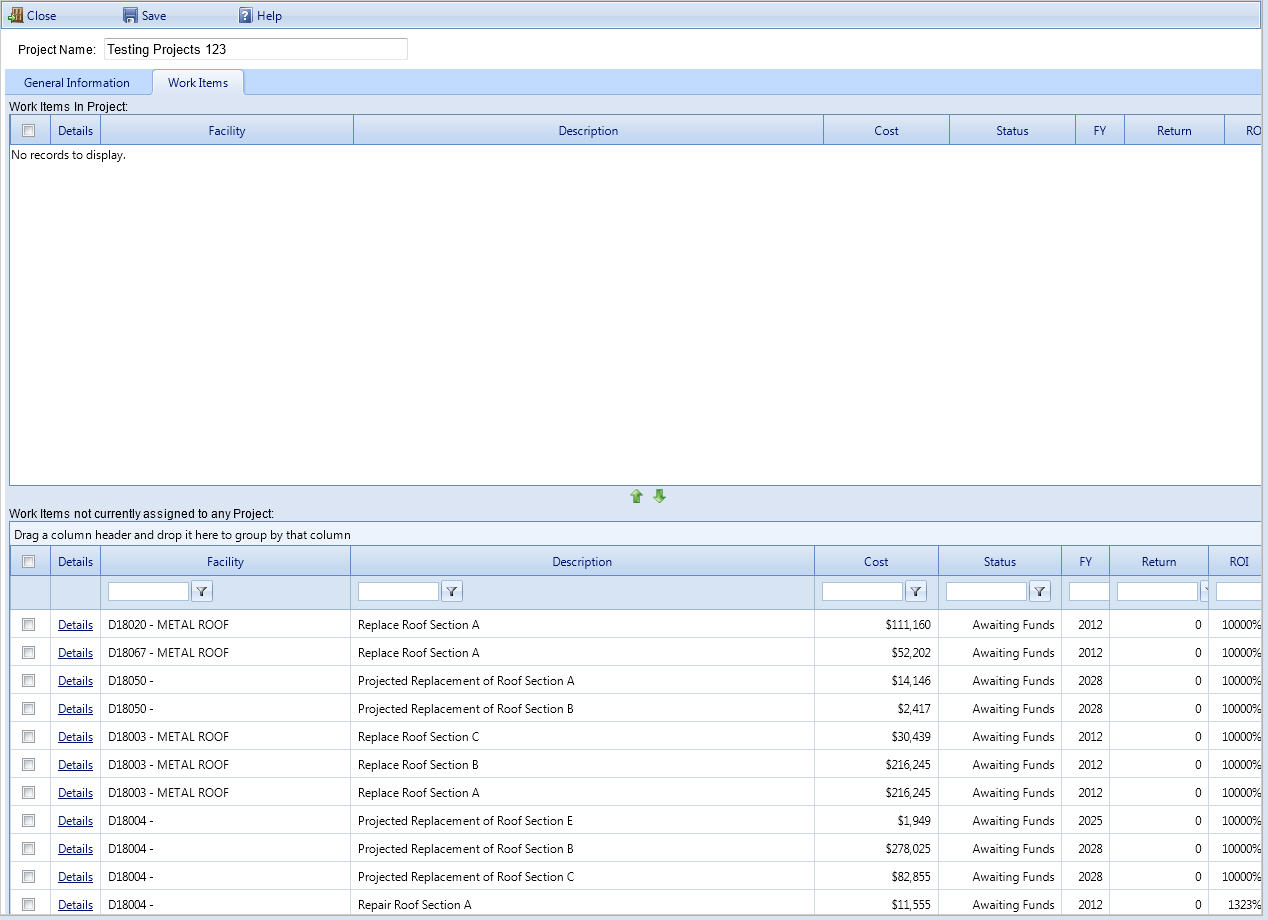 Close Save Help
Project Name: Testing Projects 123
General Information Work Items
Work Items In Project:
Details Facility Description Cost Status FY Return RO
No records to display.
Work Items not currently assigned to any Project:
Drag a column header and drop it here to group by that column
Details Facility Description Cost Status FY Return ROI
Details D18020 - METAL ROOF Replace Roof Section A $111,160 Awaiting Funds 2012 0 10000%
Details D18067 - METAL ROOF Replace Roof Section A $52,202 Awaiting Funds 2012 0 10000%
Details D18050 - Projected Replacement of Roof Section A $14,146 Awaiting Funds 2028 0 10000%
Details D18050 - Projected Replacement of Roof Section B $2,417 Awaiting Funds 2028 0 10000%
Details D18003 - METAL ROOF Replace Roof Section C $30,439 Awaiting Funds 2012 0 10000%
Details D18003 - METAL ROOF Replace Roof Section B $216,245 Awaiting Funds 2012 0 10000%
Details D18003 - METAL ROOF Replace Roof Section A $216,245 Awaiting Funds 2012 0 10000%
Details D18004 - Projected Replacement of Roof Section E $1,949 Awaiting Funds 2025 0 10000%
Details D18004 - Projected Replacement of Roof Section B $278,025 Awaiting Funds 2028 0 10000%
Details D18004 - Projected Replacement of Roof Section C $82,855 Awaiting Funds 2028 0 10000%
Details D18004 - Repair Roof Section A $11,555 Awaiting Funds 2012 0 1323%